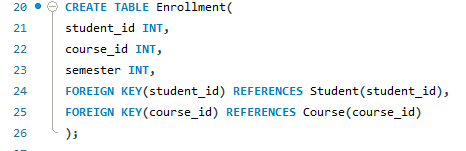 20 CREATE TABLE Enrollment(
21 student_id INT,
22 course_id INT,
23 semester INT,
24 FOREIGN KEY(student_id) REFERENCES Student(student_id),
25 FOREIGN KEY(course_id) REFERENCES Course(course_id)
26 );